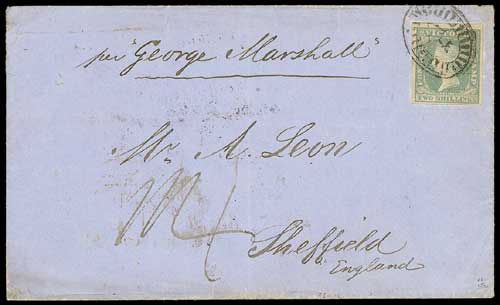 per "George Marshall"
VICTORIA
TWO SHILLINGS
Mr. A. Leon
Sheffield
England